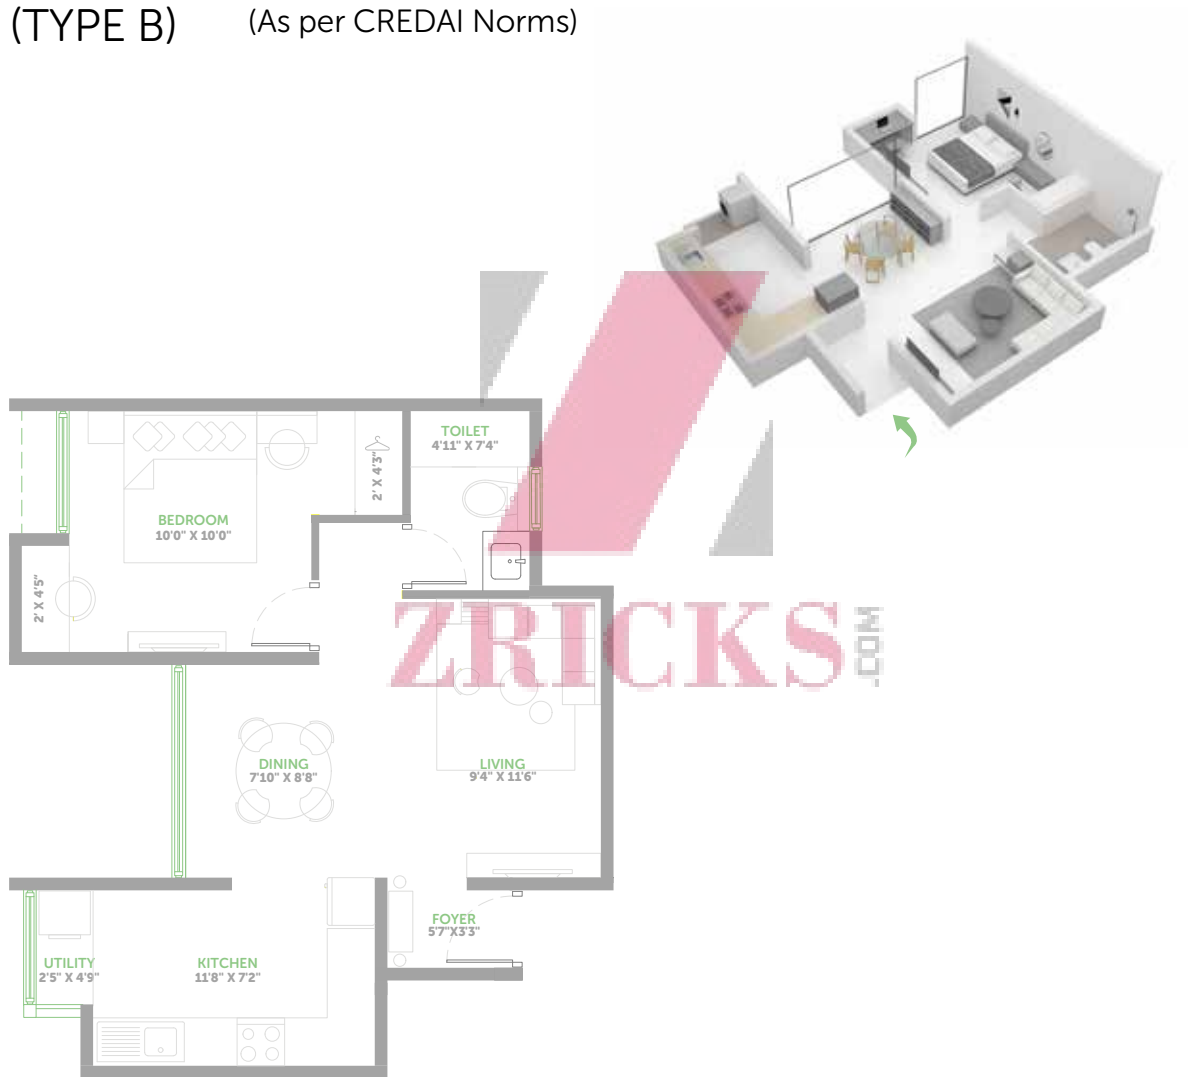 (TYPE B)
(As per CREDAI Norms)
TOILET
4'11" X 7'4"
2' X 4'3"
BEDROOM
10'0" X 10'0"
2' X 4'5"
ZRICKS
.COM
DINING
7'10" X 8'8"
LIVING
9'4" X 11'6"
FOYER
5'7"X3'3"
UTILITY
2'5" X 4'9"
KITCHEN
11'8" X 7'2"